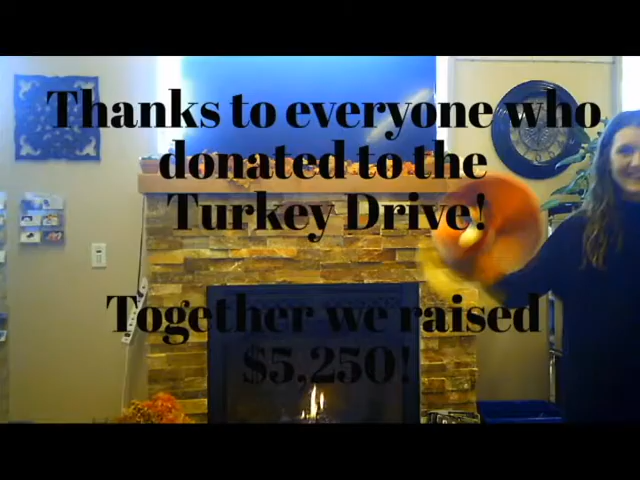 Thanks to everyone who
donated to the
Turkey Drive!
Together we raised
$5,250!